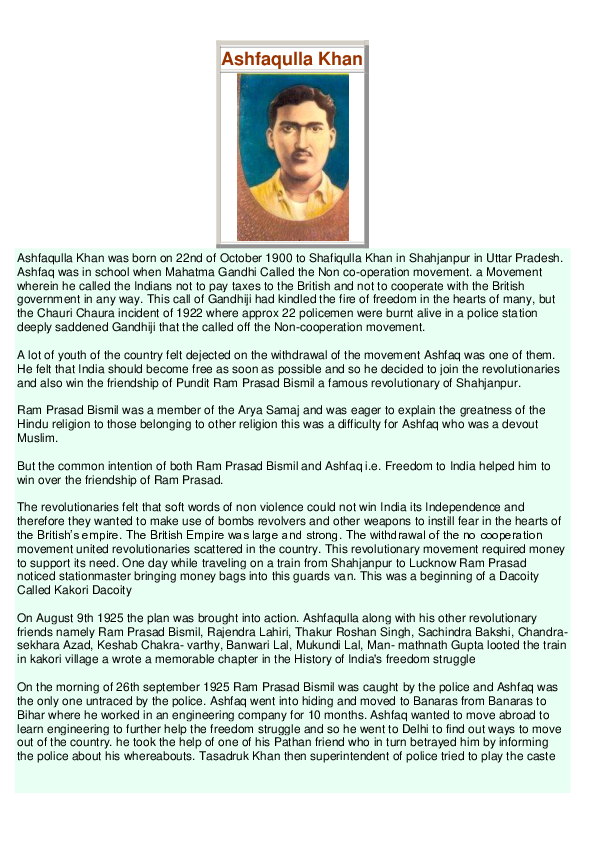 Ashfaqulla Khan
Ashfaqulla Khan was born on 22nd of October 1900 to Shafiqulla Khan in Shahjanpur in Uttar Pradesh.
Ashfaq was in school when Mahatma Gandhi Called the Non co-operation movement. a Movement
wherein he called the Indians not to pay taxes to the British and not to cooperate with the British
government in any way. This call of Gandhiji had kindled the fire of freedom in the hearts of many, but
the Chauri Chaura incident of 1922 where approx 22 policemen were burnt alive in a police station
deeply saddened Gandhiji that the called off the Non-cooperation movement.
A lot of youth of the country felt dejected on the withdrawal of the movement Ashfaq was one of them.
He felt that India should become free as soon as possible and so he decided to join the revolutionaries
and also win the friendship of Pundit Ram Prasad Bismil a famous revolutionary of Shahjanpur.
Ram Prasad Bismil was a member of the Arya Samaj and was eager to explain the greatness of the
Hindu religion to those belonging to other religion this was a difficulty for Ashfaq who was a devout
Muslim.
But the common intention of both Ram Prasad Bismil and Ashfaq i.e. Freedom to India helped him to
win over the friendship of Ram Prasad.
The revolutionaries felt that soft words of non violence could not win India its Independence and
therefore they wanted to make use of bombs revolvers and other weapons to instill fear in the hearts of
the British's empire. The British Empire was large and strong. The withdrawal of the no cooperation
movement united revolutionaries scattered in the country. This revolutionary movement required money
to support its need. One day while traveling on a train from Shahjanpur to Lucknow Ram Prasad
noticed stationmaster bringing money bags into this guards van. This was a beginning of a Dacoity
Called Kakori Dacoity
On August 9th 1925 the plan was brought into action. Ashfaqulla along with his other revolutionary
friends namely Ram Prasad Bismil, Rajendra Lahiri, Thakur Roshan Singh, Sachindra Bakshi, Chandra-
sekhara Azad, Keshab Chakra- varthy, Banwari Lal, Mukundi Lal, Man- mathnath Gupta looted the train
in kakori village a wrote a memorable chapter in the History of India's freedom struggle
On the morning of 26th september 1925 Ram Prasad Bismil was caught by the police and Ashfaq was
the only one untraced by the police. Ashfaq went into hiding and moved to Banaras from Banaras to
Bihar where he worked in an engineering company for 10 months. Ashfaq wanted to move abroad to
learn engineering to further help the freedom struggle and so he went to Delhi to find out ways to move
out of the country. he took the help of one of his Pathan friend who in turn betrayed him by informing
the police about his whereabouts. Tasadruk Khan then superintendent of police tried to play the caste